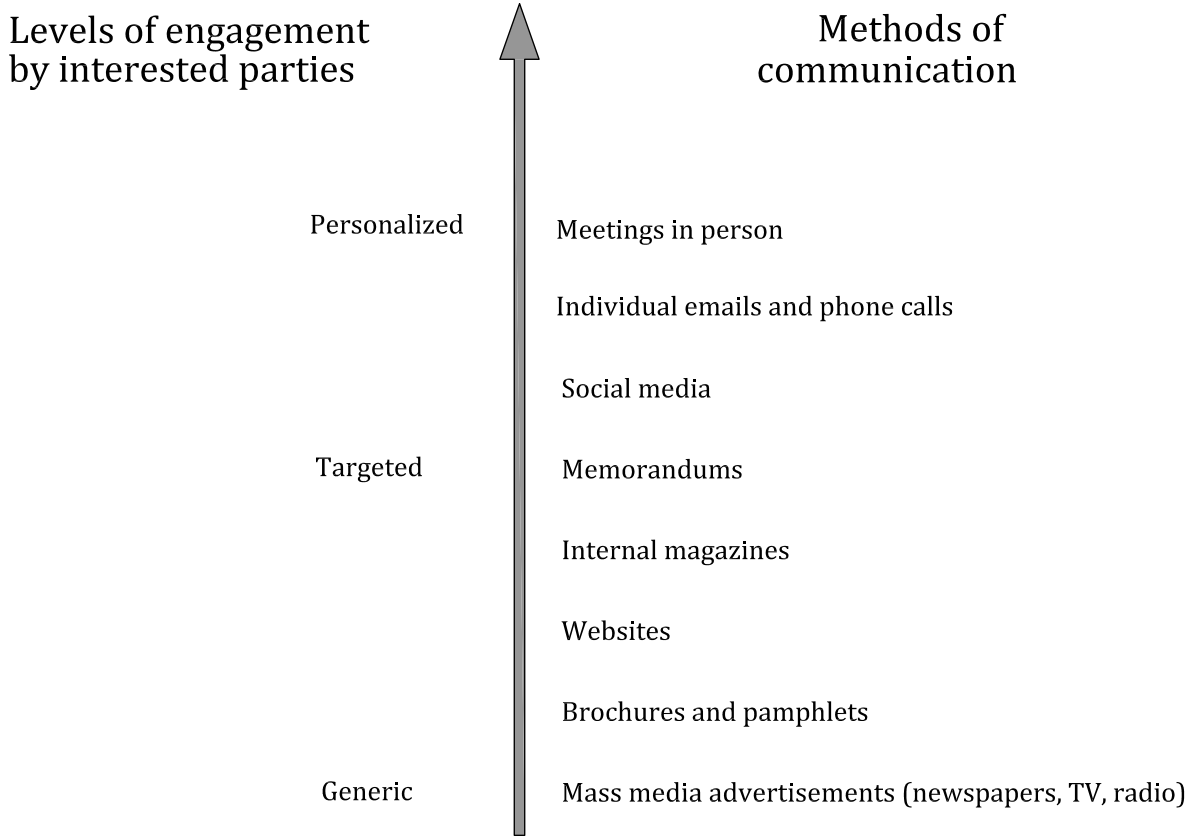 Levels of engagement
by interested parties
Methods of
communication
Personalized
Meetings in person
Individual emails and phone calls
Social media
Targeted
Memorandums
Internal magazines
Websites
Brochures and pamphlets
Generic
Mass media advertisements (newspapers, TV, radio)